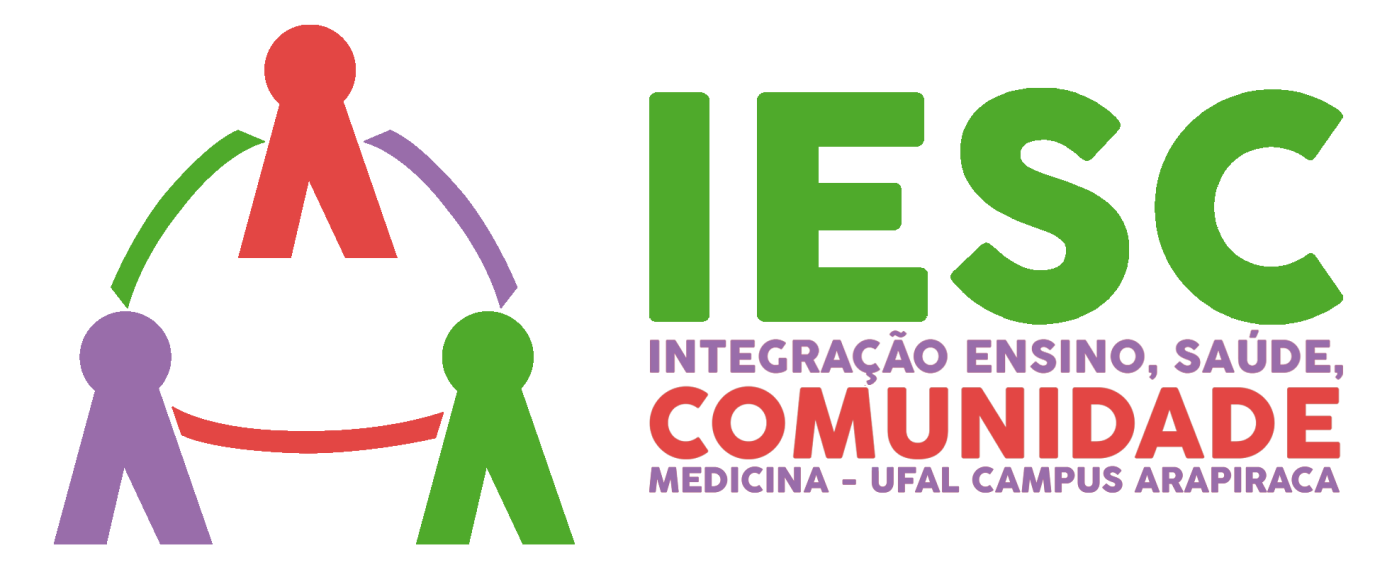 IESC
INTEGRAÇÃO ENSINO, SAÚDE,
COMUNIDADE
MEDICINA - UFAL CAMPUS ARAPIRACA